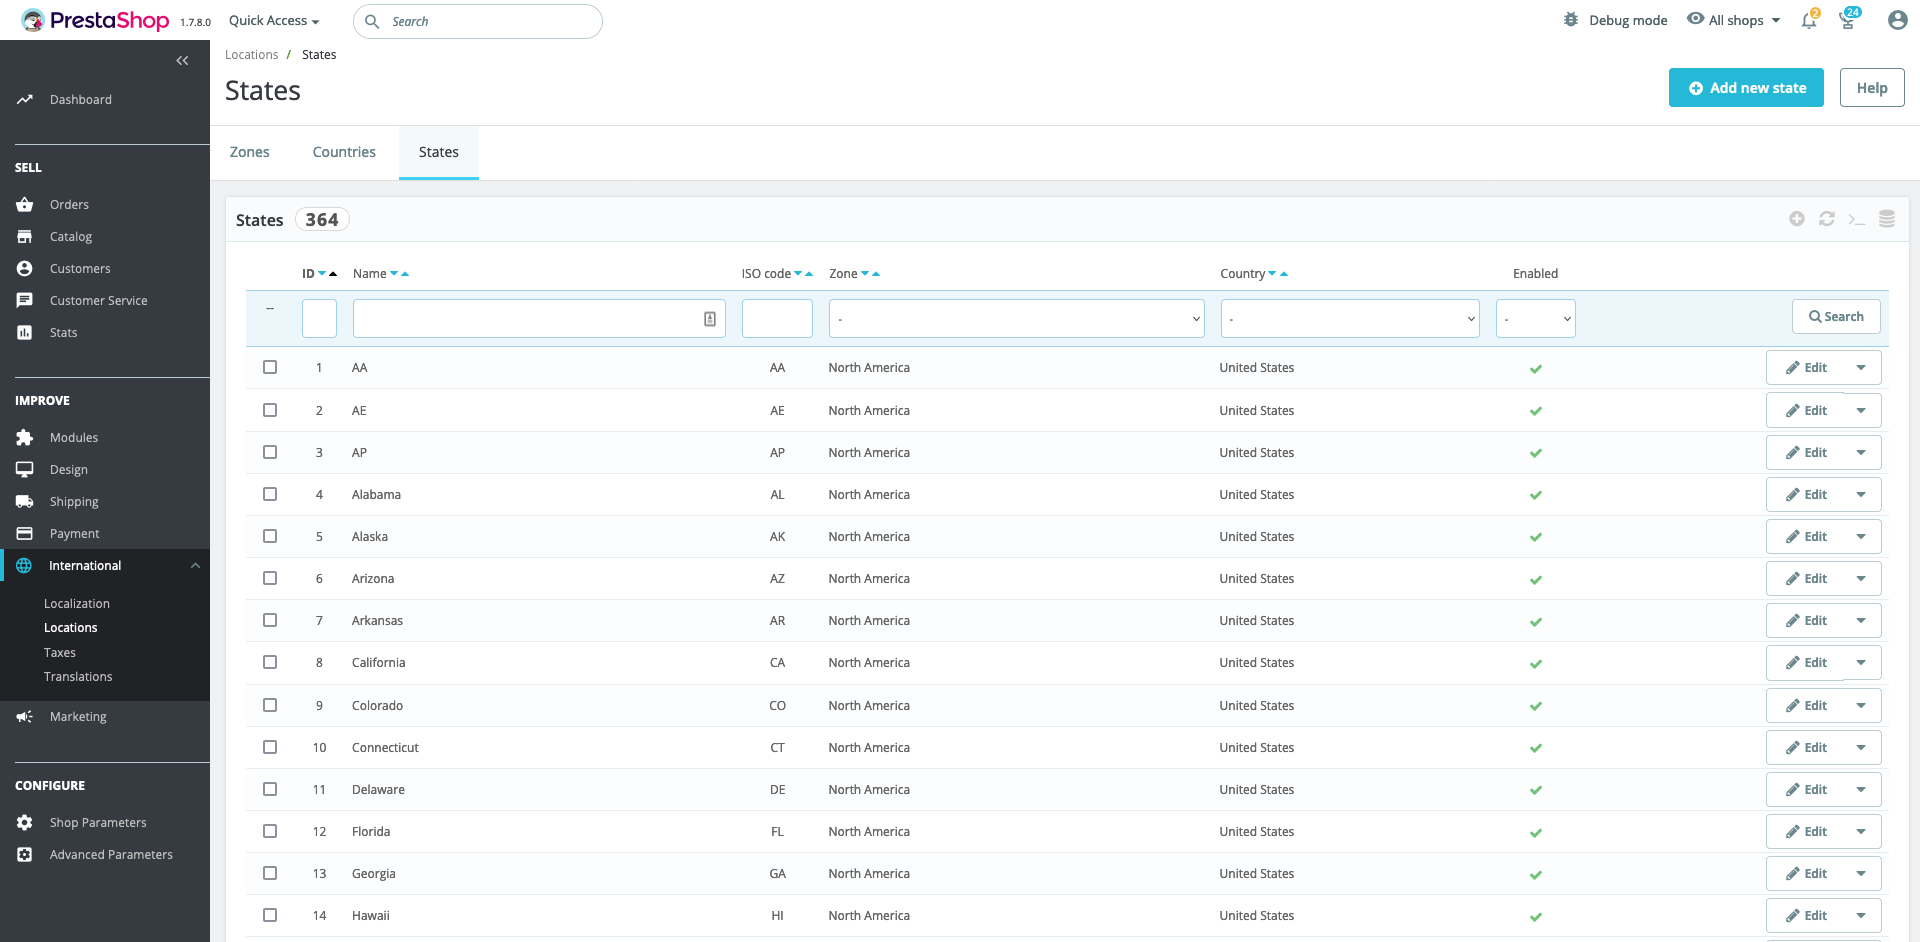 PrestaShop 1.7.8.0 Quick Access Search Debug mode All shops 2 24
Locations / States
States
Add new state Help
Zones Countries States
States 364
ID Name ISO code Zone Country Enabled
-- - - - Search
1 AA AA North America United States Edit
2 AE AE North America United States Edit
3 AP AP North America United States Edit
4 Alabama AL North America United States Edit
5 Alaska AK North America United States Edit
6 Arizona AZ North America United States Edit
7 Arkansas AR North America United States Edit
8 California CA North America United States Edit
9 Colorado CO North America United States Edit
10 Connecticut CT North America United States Edit
11 Delaware DE North America United States Edit
12 Florida FL North America United States Edit
13 Georgia GA North America United States Edit
14 Hawaii HI North America United States Edit
Dashboard
SELL
Orders
Catalog
Customers
Customer Service
Stats
IMPROVE
Modules
Design
Shipping
Payment
International
Localization
Locations
Taxes
Translations
Marketing
CONFIGURE
Shop Parameters
Advanced Parameters